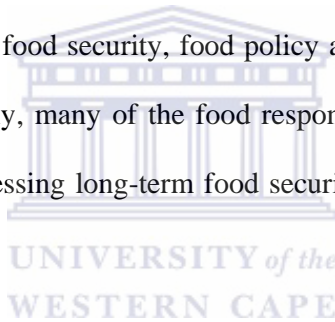 food security, food policy a
y, many of the food respon
essing long-term food securi
UNIVERSITY of the
WESTERN CAPE